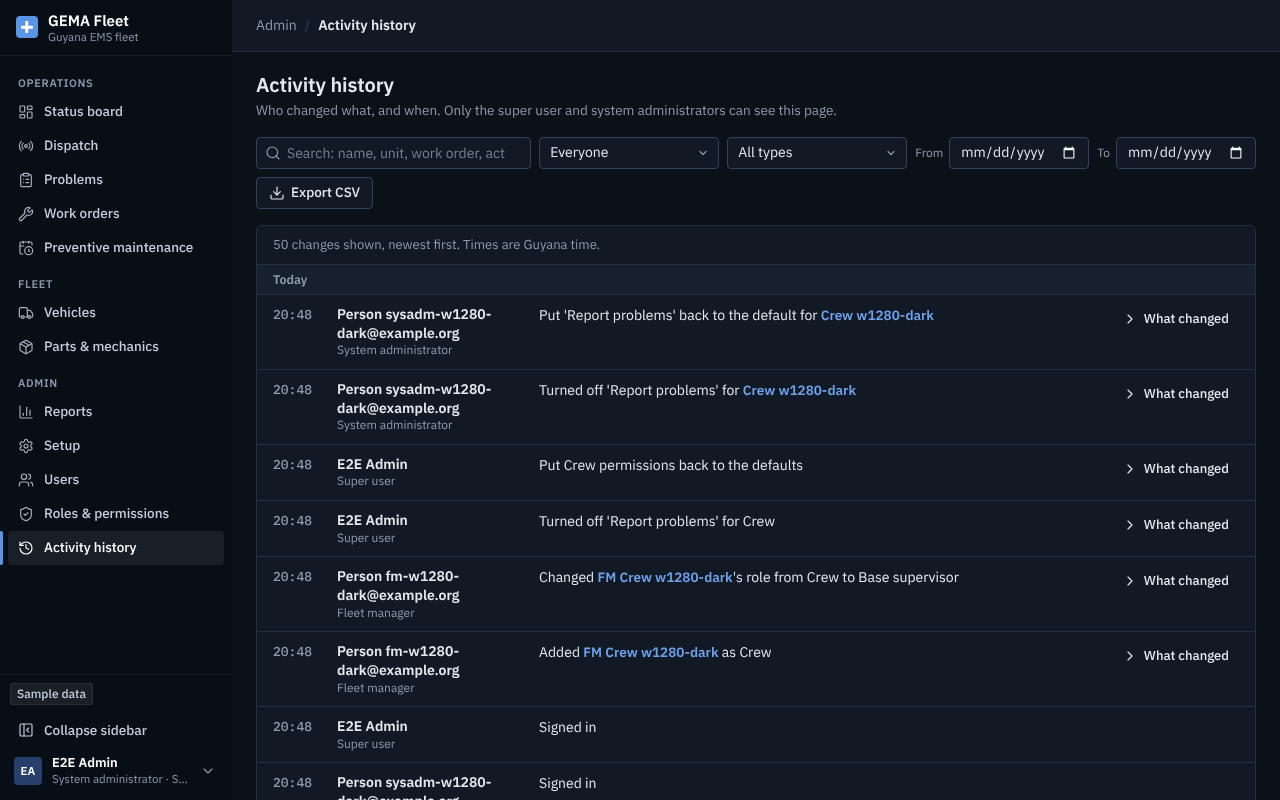 GEMA Fleet
Guyana EMS fleet
OPERATIONS
Status board
Dispatch
Problems
Work orders
Preventive maintenance
FLEET
Vehicles
Parts & mechanics
ADMIN
Reports
Setup
Users
Roles & permissions
Activity history
Sample data
Collapse sidebar
EA
E2E Admin
System administrator · S...
Admin / Activity history
Activity history
Who changed what, and when. Only the super user and system administrators can see this page.
Search: name, unit, work order, act
Everyone
All types
From mm/dd/yyyy
To mm/dd/yyyy
Export CSV
50 changes shown, newest first. Times are Guyana time.
Today
20:48
Person sysadm-w1280-
dark@example.org
System administrator
Put 'Report problems' back to the default for Crew w1280-dark
What changed
20:48
Person sysadm-w1280-
dark@example.org
System administrator
Turned off 'Report problems' for Crew w1280-dark
What changed
20:48
E2E Admin
Super user
Put Crew permissions back to the defaults
What changed
20:48
E2E Admin
Super user
Turned off 'Report problems' for Crew
What changed
20:48
Person fm-w1280-
dark@example.org
Fleet manager
Changed FM Crew w1280-dark's role from Crew to Base supervisor
What changed
20:48
Person fm-w1280-
dark@example.org
Fleet manager
Added FM Crew w1280-dark as Crew
What changed
20:48
E2E Admin
Super user
Signed in
20:48
Person sysadm-w1280-
dark@example.org
Signed in